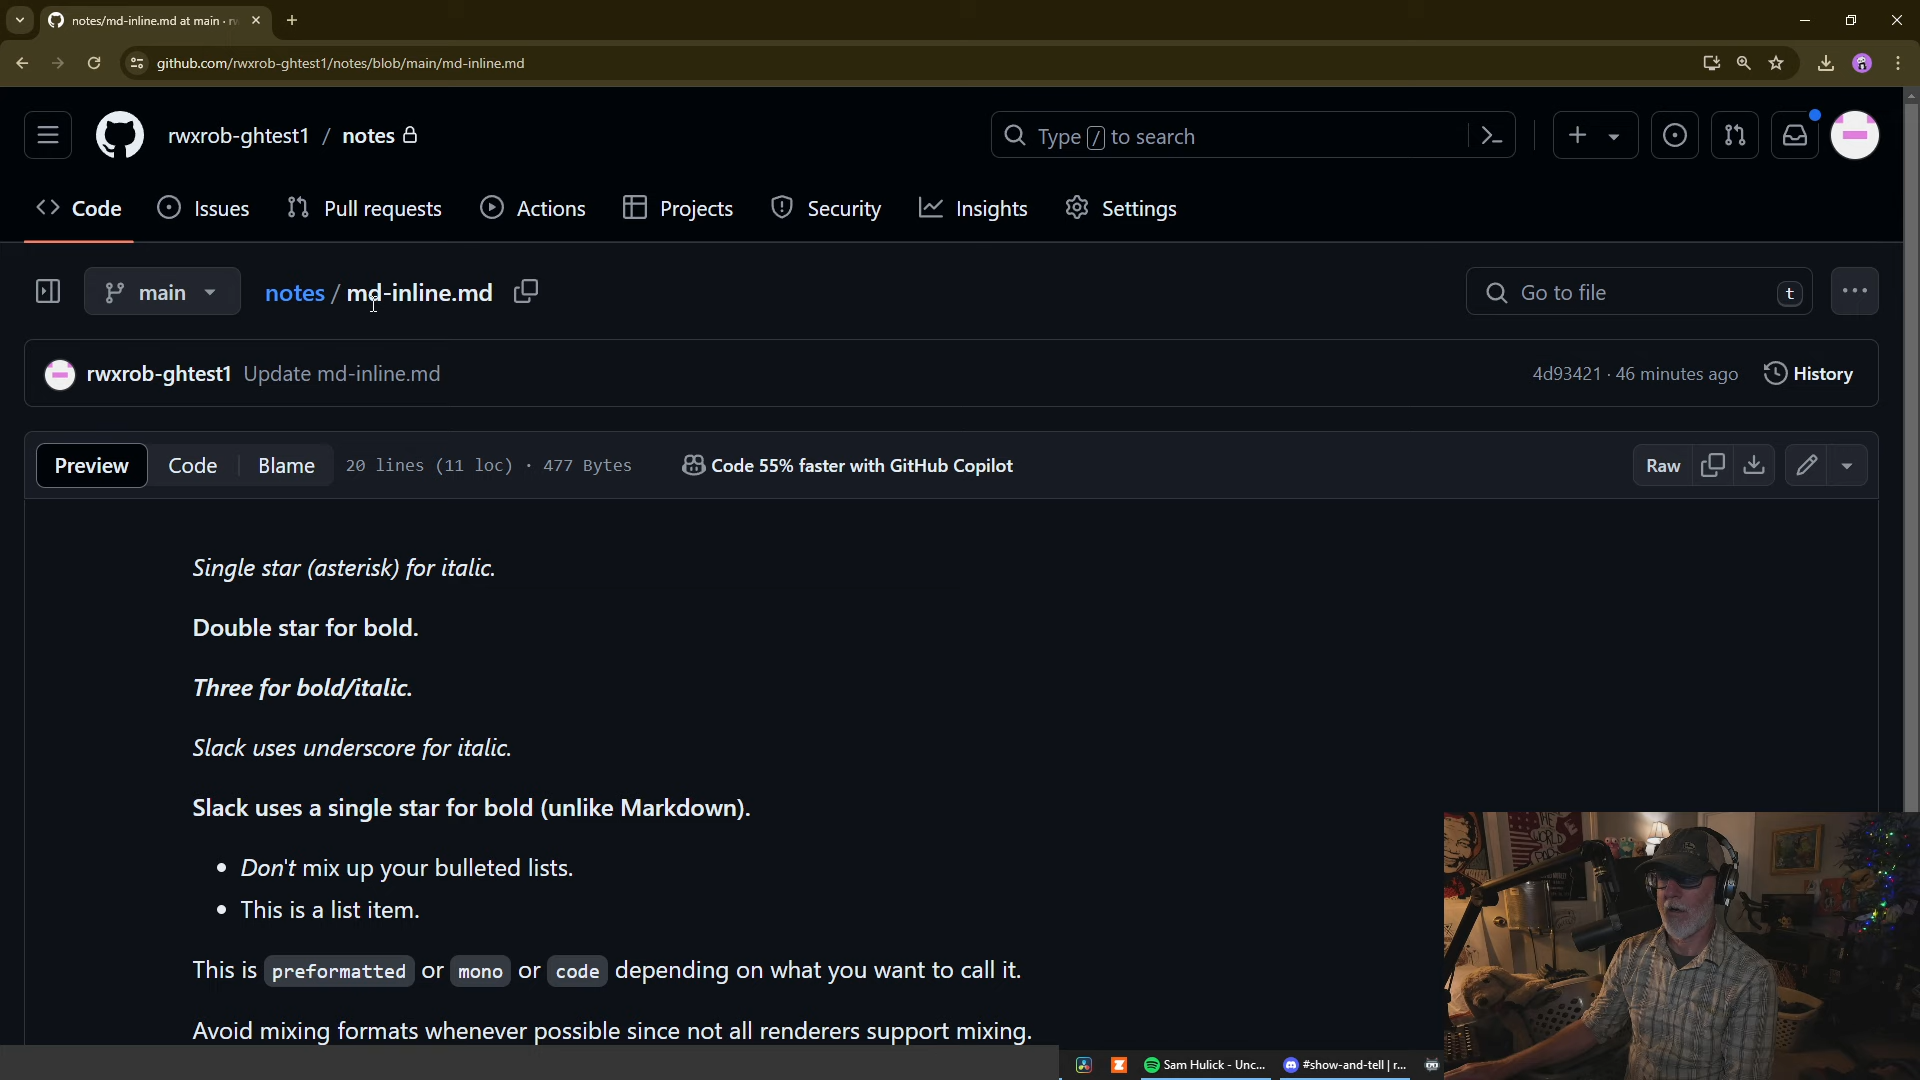 notes/md-inline.md at main · rw
github.com/rwxrob-ghtest1/notes/blob/main/md-inline.md
rwxrob-ghtest1 / notes
Type / to search
Code
Issues
Pull requests
Actions
Projects
Security
Insights
Settings
main
notes / md-inline.md
Go to file
t
rwxrob-ghtest1 Update md-inline.md
4d93421 · 46 minutes ago
History
Preview
Code
Blame
20 lines (11 loc) · 477 Bytes
Code 55% faster with GitHub Copilot
Raw
Single star (asterisk) for italic.
Double star for bold.
Three for bold/italic.
Slack uses underscore for italic.
Slack uses a single star for bold (unlike Markdown).
• Don't mix up your bulleted lists.
• This is a list item.
This is preformatted or mono or code depending on what you want to call it.
Avoid mixing formats whenever possible since not all renderers support mixing.
Sam Hulick - Unc...
#show-and-tell | r...